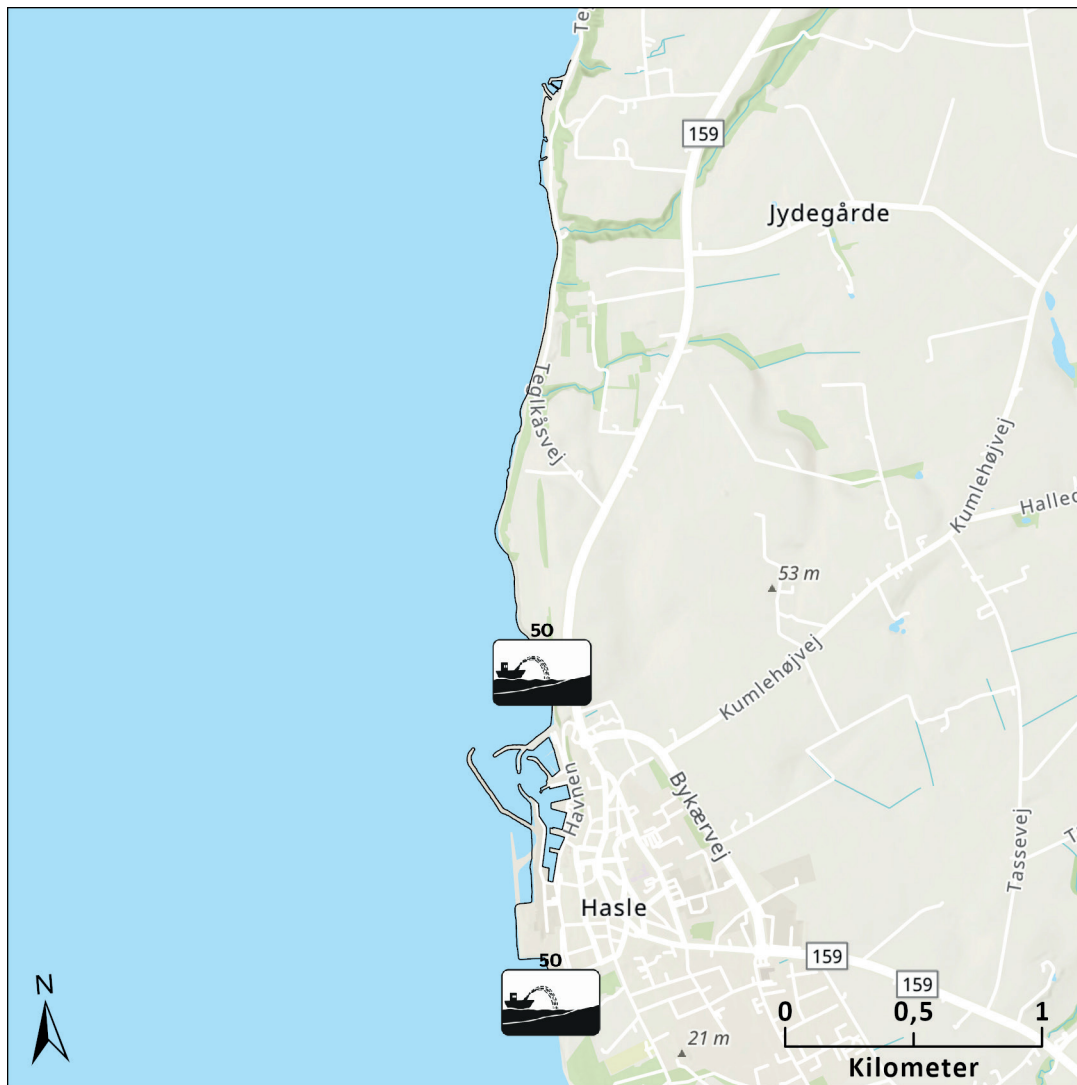 Te
159
Jydegårde
Teglkåsvej
Kumlehøjvej
Halled
53 m
50
Kumlehøjvej
Havnen
Bykærvej
Tassevej
T
Hasle
50
159
159
N
0 0,5 1
21 m
Kilometer